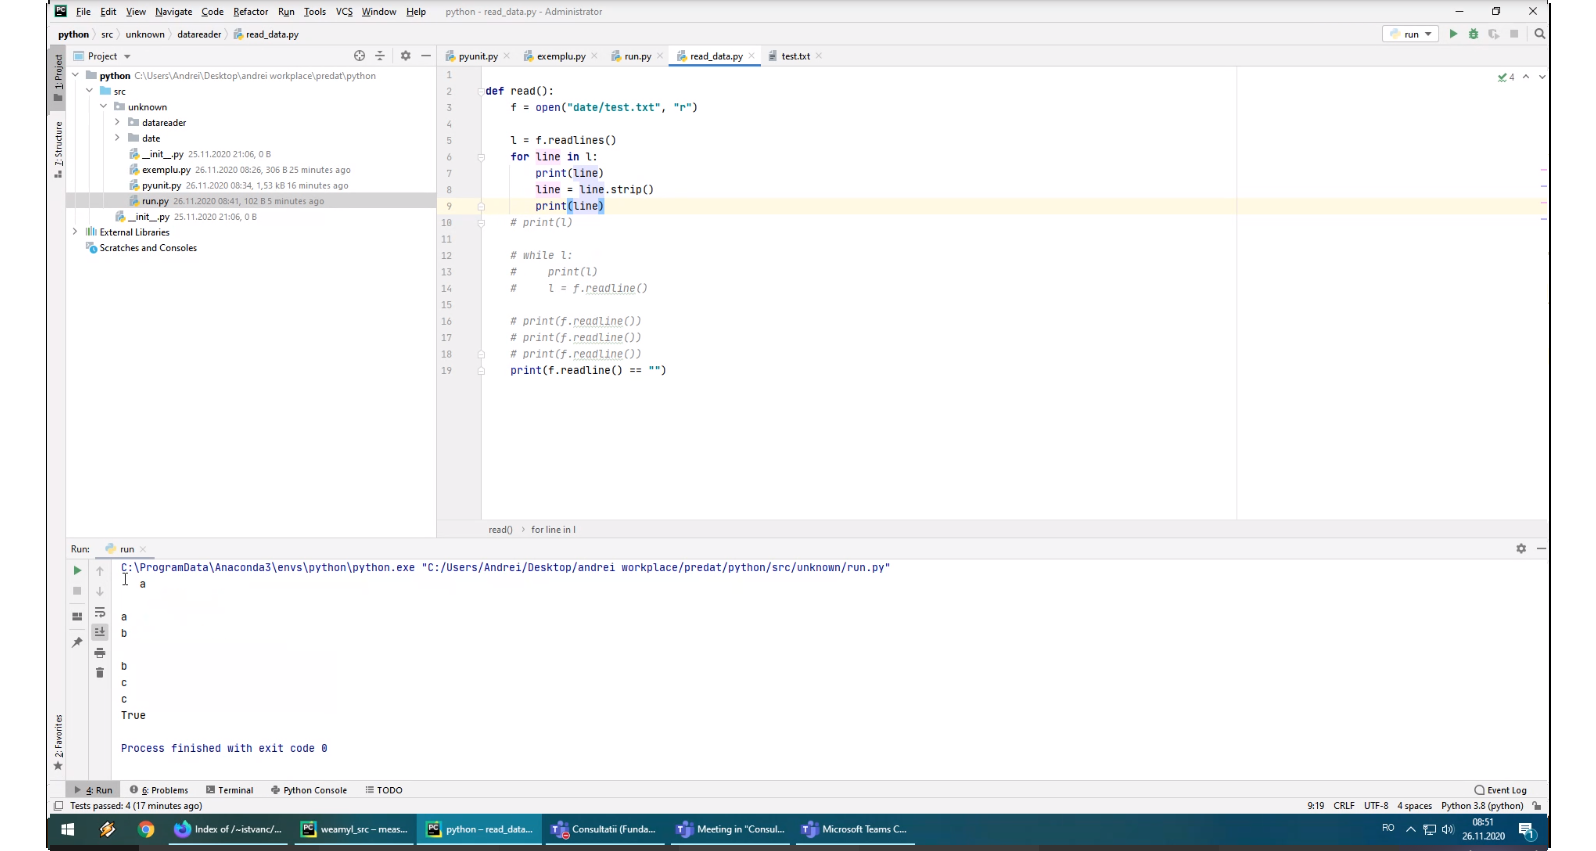 File Edit View Navigate Code Refactor Run Tools VCS Window Help python - read_data.py - Administrator
python src unknown datareader read_data.py run
Project pyunit.py exemplu.py run.py read_data.py test.txt
1: Project
Z: Structure
2: Favorites
python C:\Users\Andrei\Desktop\andrei workplace\predat\python
src
unknown
datareader
date
__init__.py 25.11.2020 21:06, 0 B
exemplu.py 26.11.2020 08:26, 306 B 25 minutes ago
pyunit.py 26.11.2020 08:34, 1,53 kB 16 minutes ago
run.py 26.11.2020 08:41, 102 B 5 minutes ago
__init__.py 25.11.2020 21:06, 0 B
External Libraries
Scratches and Consoles
4
1
2 def read():
3 f = open("date/test.txt", "r")
4
5 l = f.readlines()
6 for line in l:
7 print(line)
8 line = line.strip()
9 print(line)
10 # print(l)
11
12 # while l:
13 # print(l)
14 # l = f.readline()
15
16 # print(f.readline())
17 # print(f.readline())
18 # print(f.readline())
19 print(f.readline() == "")
read() for line in l
Run: run
C:\ProgramData\Anaconda3\envs\python\python.exe "C:/Users/Andrei/Desktop/andrei workplace/predat/python/src/unknown/run.py"
a
a
b
b
c
c
True
Process finished with exit code 0
4: Run 6: Problems Terminal Python Console TODO Event Log
Tests passed: 4 (17 minutes ago) 9:19 CRLF UTF-8 4 spaces Python 3.8 (python)
Index of /~istvanc/... weamyl_src – meas... python – read_data... Consultatii (Funda... Meeting in "Consul... Microsoft Teams C... RO 08:51
26.11.2020 1